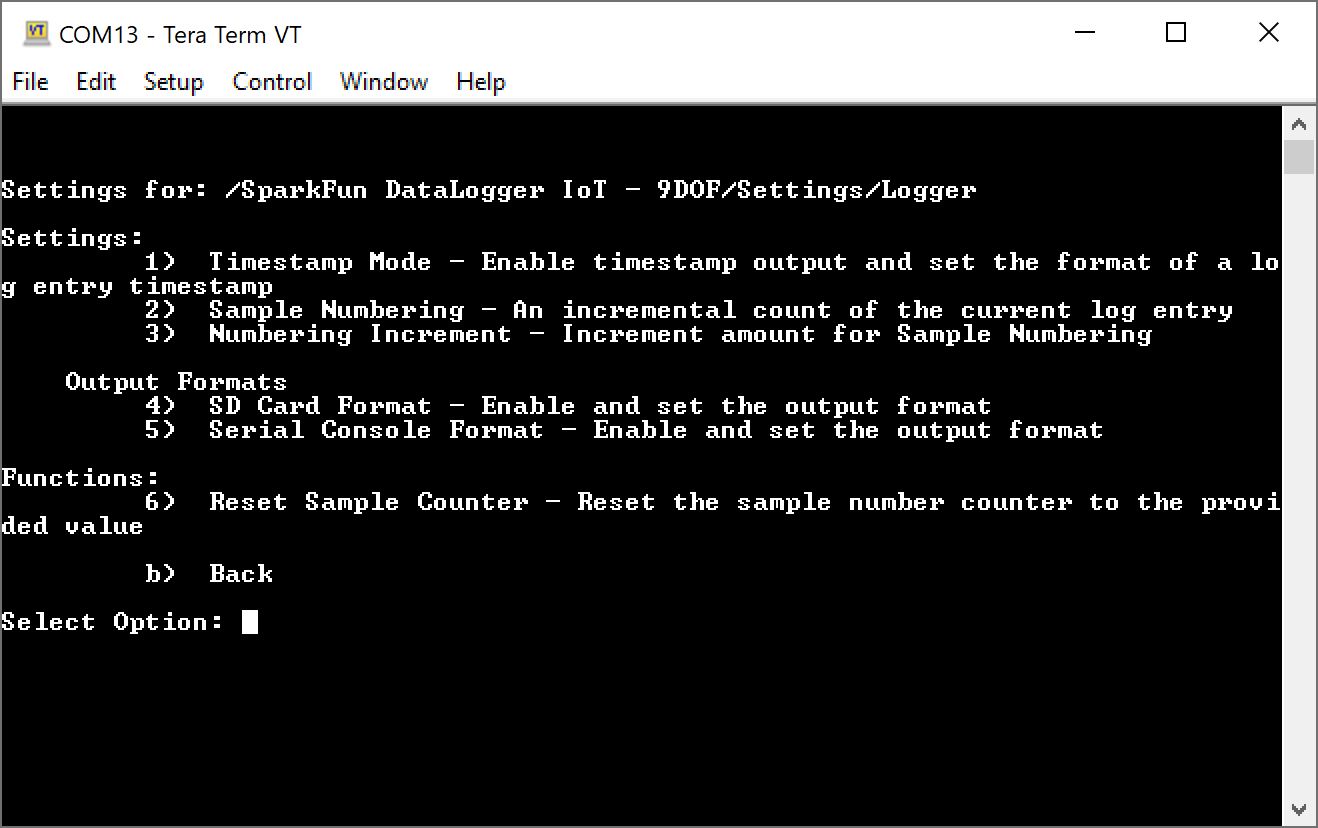 COM13 - Tera Term VT
File Edit Setup Control Window Help
Settings for: /SparkFun DataLogger IoT - 9DOF/Settings/Logger
Settings:
1) Timestamp Mode - Enable timestamp output and set the format of a lo
g entry timestamp
2) Sample Numbering - An incremental count of the current log entry
3) Numbering Increment - Increment amount for Sample Numbering
Output Formats
4) SD Card Format - Enable and set the output format
5) Serial Console Format - Enable and set the output format
Functions:
6) Reset Sample Counter - Reset the sample number counter to the provi
ded value
b) Back
Select Option: